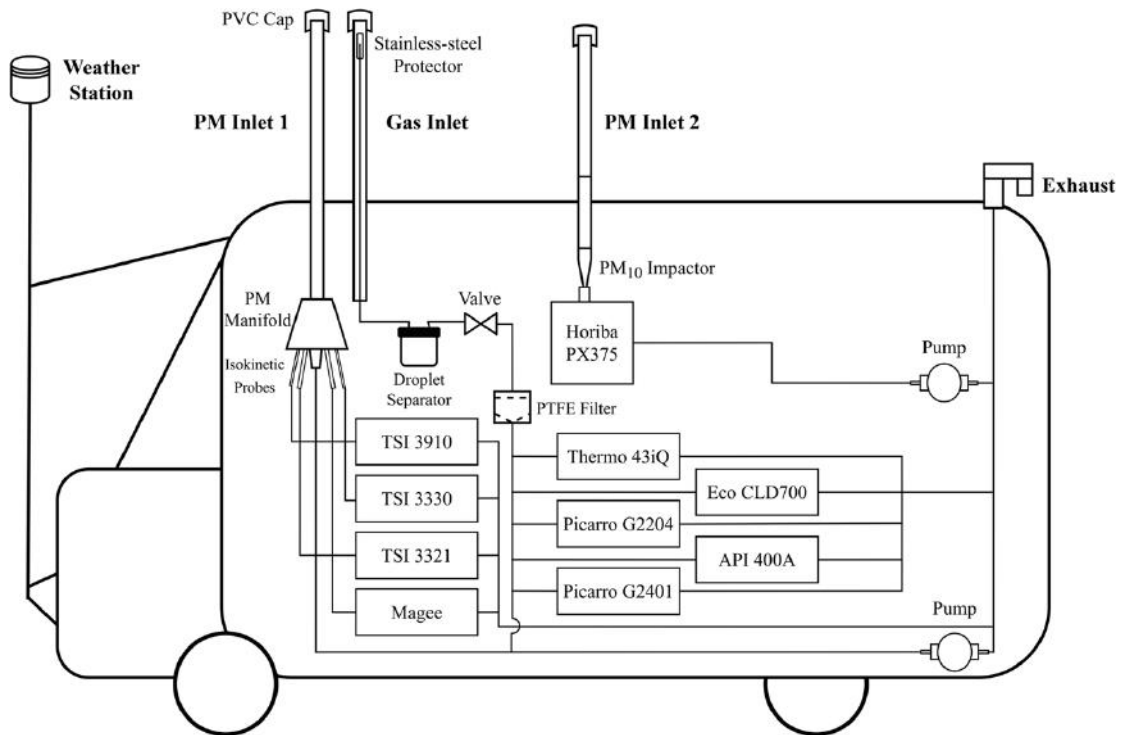 PVC Cap
Stainless-steel
Protector
Weather
Station
PM Inlet 1
Gas Inlet
PM Inlet 2
Exhaust
PM₁₀ Impactor
PM
Manifold
Valve
Horiba
PX375
Isokinetic
Probes
Droplet
Separator
Pump
PTFE Filter
TSI 3910
Thermo 43iQ
TSI 3330
Eco CLD700
Picarro G2204
TSI 3321
API 400A
Picarro G2401
Magee
Pump